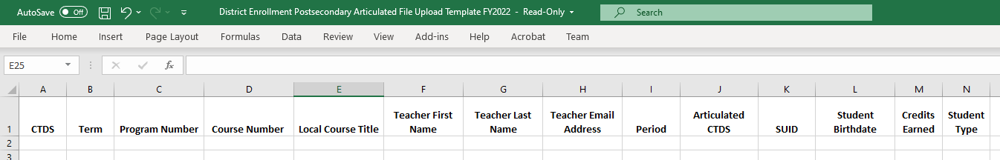 AutoSave Off District Enrollment Postsecondary Articulated File Upload Template FY2022 - Read-Only Search
File Home Insert Page Layout Formulas Data Review View Add-ins Help Acrobat Team
E25 fx
A B C D E F G H I J K L M N
Teacher First Teacher Last Teacher Email Articulated Student Credits Student
1 CTDS Term Program Number Course Number Local Course Title Name Name Address Period CTDS SUID Birthdate Earned Type
2
3